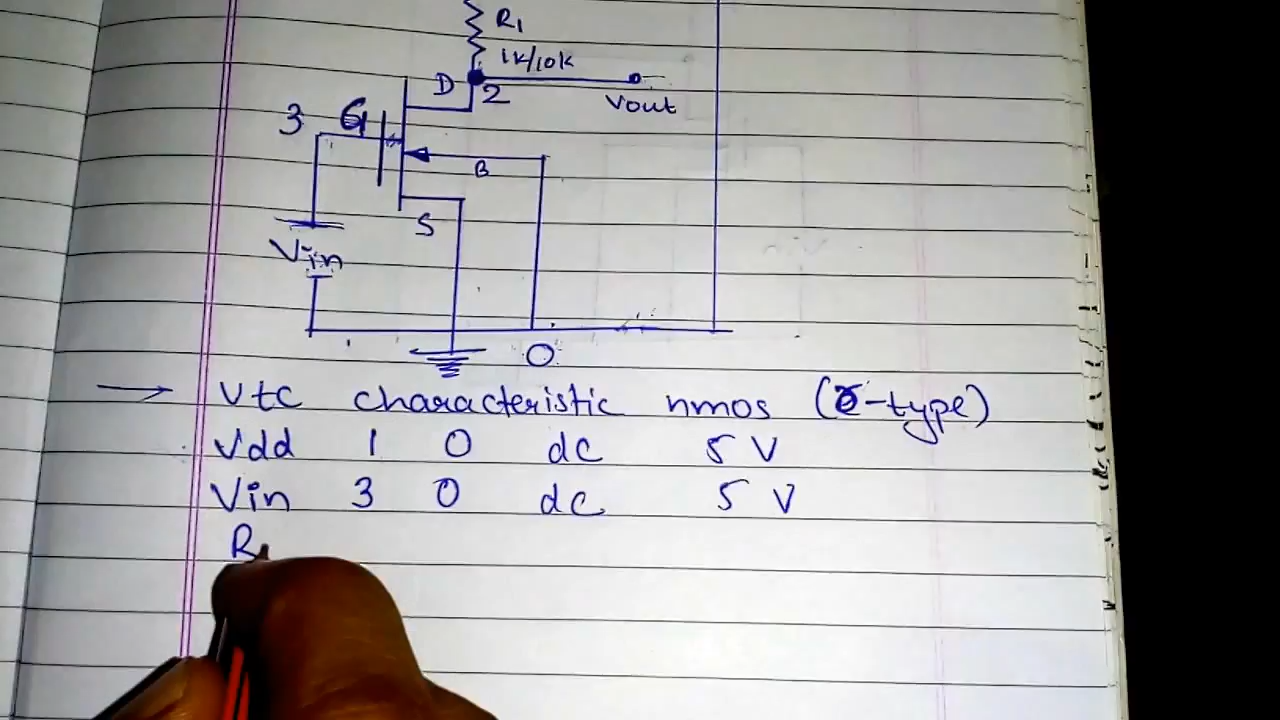 R1
1K/10K
D
2
Vout
3
G
B
S
Vin
0
Vtc characteristic nmos (e-type)
Vdd 1 0 dc 5 V
Vin 3 0 dc 5 V
R